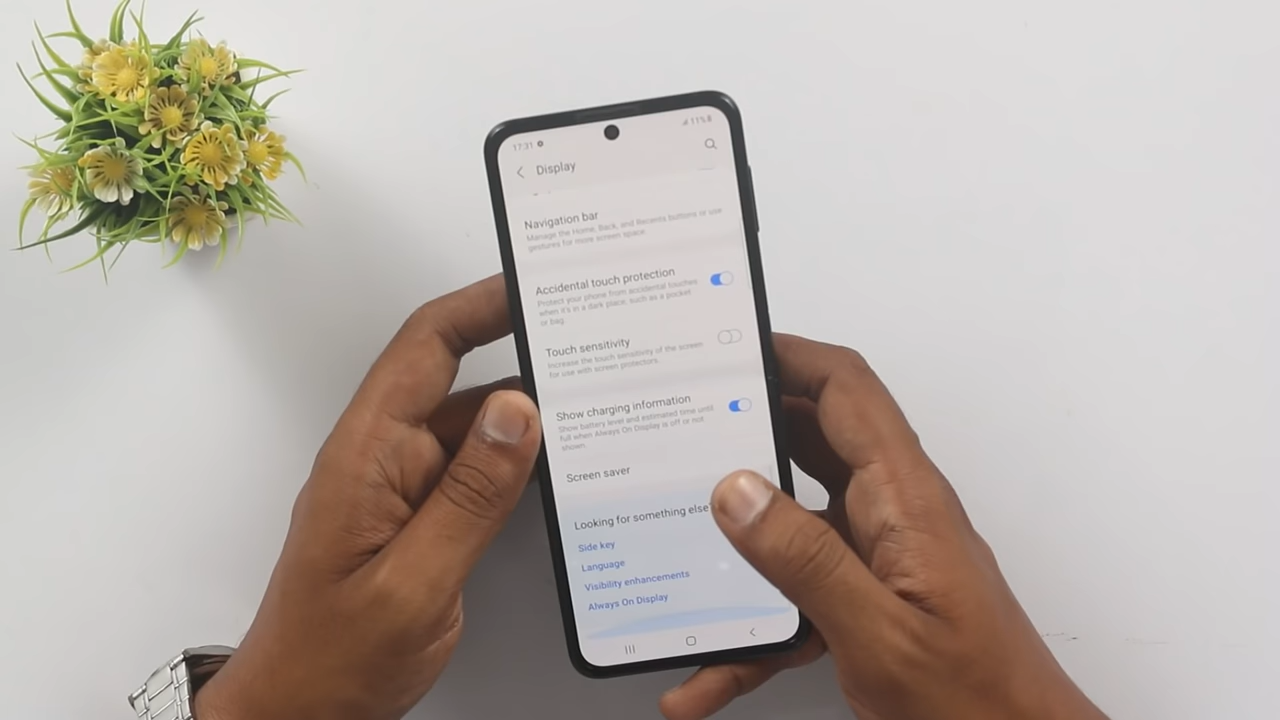 17:31
11%
Display
Navigation bar
Manage the Home, Back, and Recents buttons or use
gestures for more screen space.
Accidental touch protection
Protect your phone from accidental touches
when it's in a dark place, such as a pocket
or bag.
Touch sensitivity
Increase the touch sensitivity of the screen
for use with screen protectors.
Show charging information
Show battery level and estimated time until
full when Always On Display is off or not
shown.
Screen saver
Looking for something else?
Side key
Language
Visibility enhancements
Always On Display